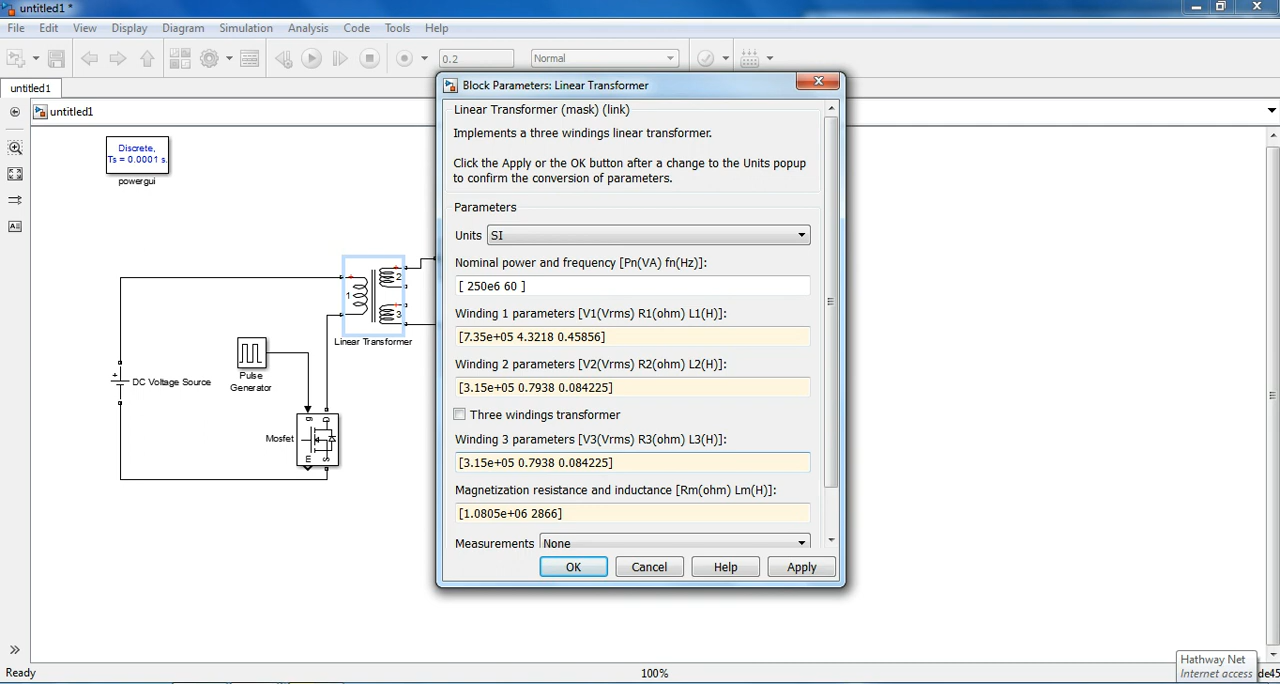 untitled1 *
File Edit View Display Diagram Simulation Analysis Code Tools Help
0.2
Normal
untitled1
untitled1
Discrete,
Ts = 0.0001 s.
powergui
1
2
3
Linear Transformer
Pulse
Generator
+
DC Voltage Source
Mosfet
g
D
m
S
Block Parameters: Linear Transformer
Linear Transformer (mask) (link)
Implements a three windings linear transformer.
Click the Apply or the OK button after a change to the Units popup
to confirm the conversion of parameters.
Parameters
Units SI
Nominal power and frequency [Pn(VA) fn(Hz)]:
[ 250e6 60 ]
Winding 1 parameters [V1(Vrms) R1(ohm) L1(H)]:
[7.35e+05 4.3218 0.45856]
Winding 2 parameters [V2(Vrms) R2(ohm) L2(H)]:
[3.15e+05 0.7938 0.084225]
Three windings transformer
Winding 3 parameters [V3(Vrms) R3(ohm) L3(H)]:
[3.15e+05 0.7938 0.084225]
Magnetization resistance and inductance [Rm(ohm) Lm(H)]:
[1.0805e+06 2866]
Measurements None
OK Cancel Help Apply
Hathway Net
Internet access
de45
Ready
100%